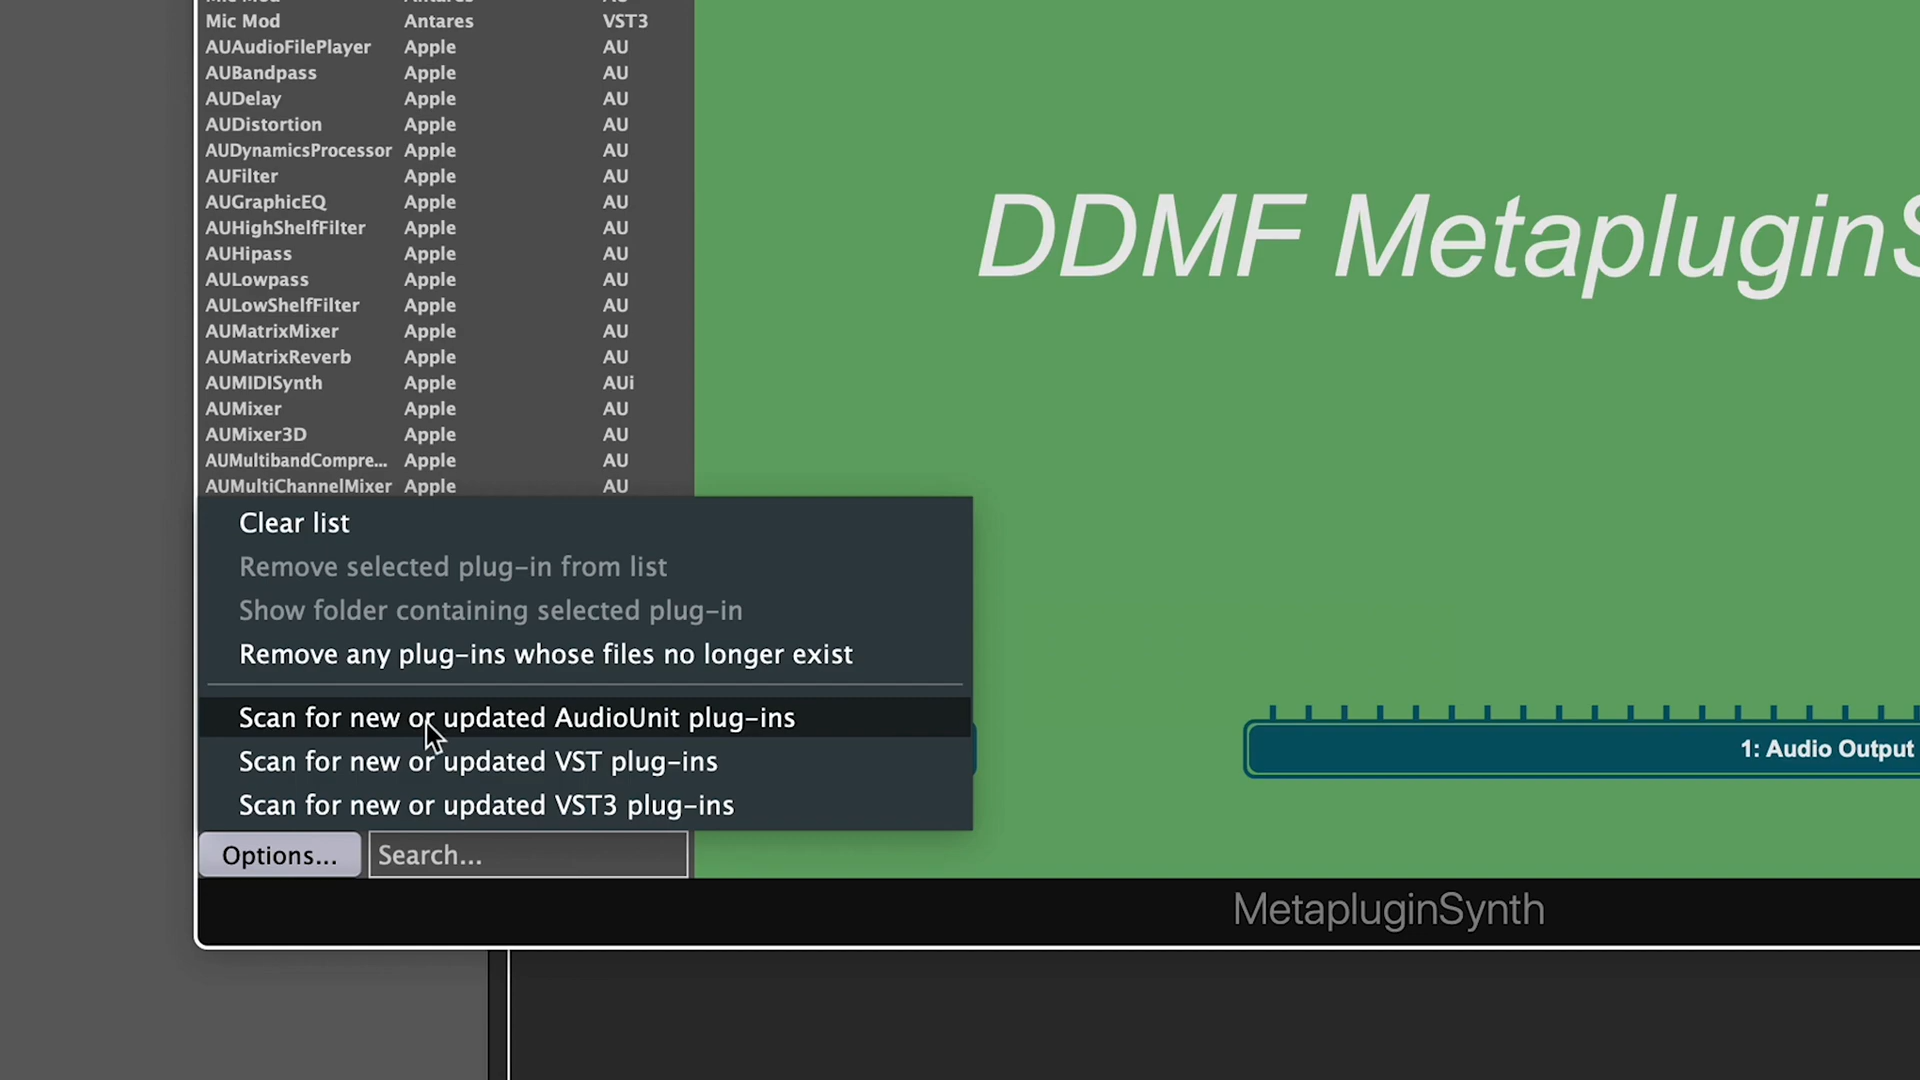 Mic Mod Antares VST3
AUAudioFilePlayer Apple AU
AUBandpass Apple AU
AUDelay Apple AU
AUDistortion Apple AU
AUDynamicsProcessor Apple AU
AUFilter Apple AU
AUGraphicEQ Apple AU
AUHighShelfFilter Apple AU
AUHipass Apple AU
AULowpass Apple AU
AULowShelfFilter Apple AU
AUMatrixMixer Apple AU
AUMatrixReverb Apple AU
AUMIDISynth Apple AUi
AUMixer Apple AU
AUMixer3D Apple AU
AUMultibandCompre... Apple AU
AUMultiChannelMixer Apple AU
DDMF MetapluginS
Clear list
Remove selected plug-in from list
Show folder containing selected plug-in
Remove any plug-ins whose files no longer exist
Scan for new or updated AudioUnit plug-ins
Scan for new or updated VST plug-ins
Scan for new or updated VST3 plug-ins
1: Audio Output
Options... Search...
MetapluginSynth